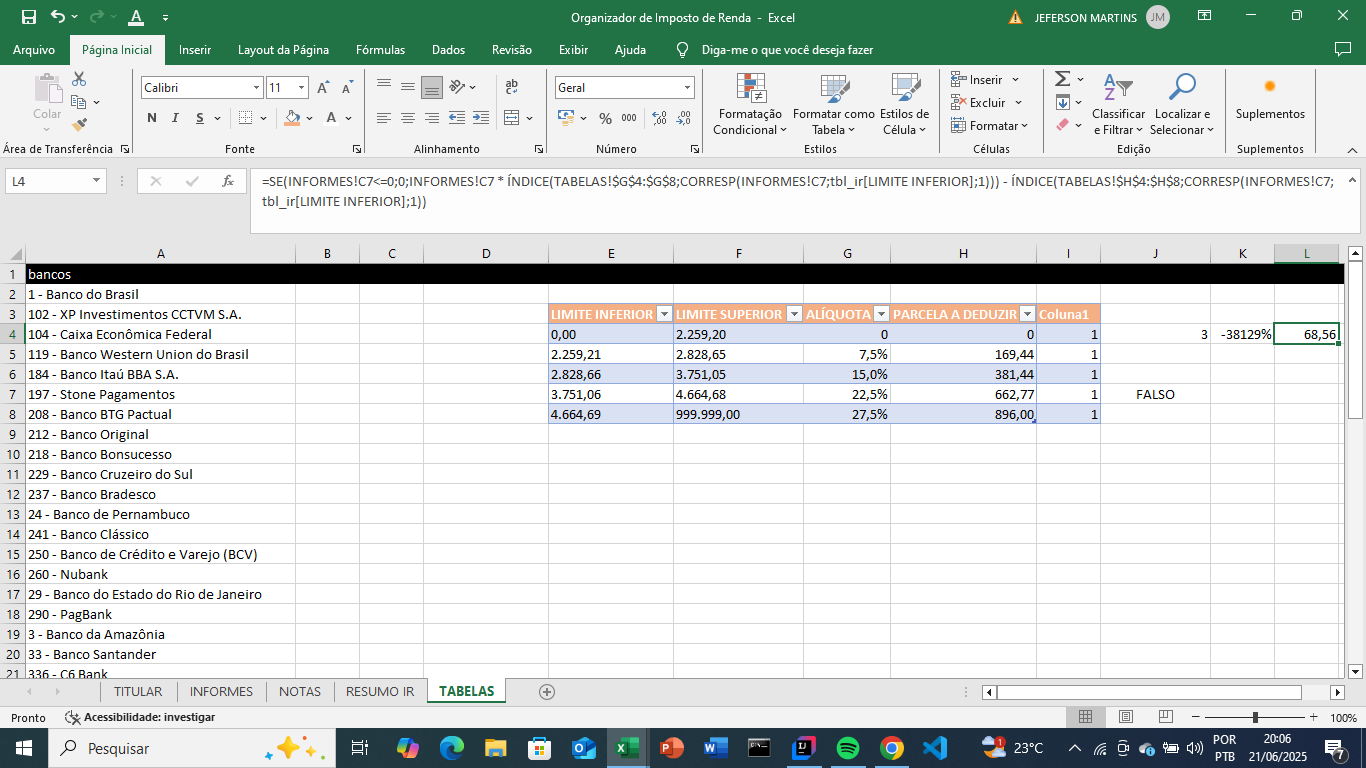 Organizador de Imposto de Renda - Excel
JEFERSON MARTINS JM
Arquivo Página Inicial Inserir Layout da Página Fórmulas Dados Revisão Exibir Ajuda Diga-me o que você deseja fazer
Colar
Área de Transferência
Calibri 11
N I S
Fonte
ab
Alinhamento
Geral
% 000
Número
Formatação Condicional
Formatar como Tabela
Estilos de Célula
Estilos
Inserir
Excluir
Formatar
Células
Classificar e Filtrar
Localizar e Selecionar
Edição
Suplementos
Suplementos
L4
fx
=SE(INFORMES!C7<=0;0;INFORMES!C7 * ÍNDICE(TABELAS!$G$4:$G$8;CORRESP(INFORMES!C7;tbl_ir[LIMITE INFERIOR];1))) - ÍNDICE(TABELAS!$H$4:$H$8;CORRESP(INFORMES!C7;
tbl_ir[LIMITE INFERIOR];1))
A B C D E F G H I J K L
1 bancos
2 1 - Banco do Brasil
3 102 - XP Investimentos CCTVM S.A. LIMITE INFERIOR LIMITE SUPERIOR ALÍQUOTA PARCELA A DEDUZIR Coluna1
4 104 - Caixa Econômica Federal 0,00 2.259,20 0 0 1 3 -38129% 68,56
5 119 - Banco Western Union do Brasil 2.259,21 2.828,65 7,5% 169,44 1
6 184 - Banco Itaú BBA S.A. 2.828,66 3.751,05 15,0% 381,44 1
7 197 - Stone Pagamentos 3.751,06 4.664,68 22,5% 662,77 1 FALSO
8 208 - Banco BTG Pactual 4.664,69 999.999,00 27,5% 896,00 1
9 212 - Banco Original
10 218 - Banco Bonsucesso
11 229 - Banco Cruzeiro do Sul
12 237 - Banco Bradesco
13 24 - Banco de Pernambuco
14 241 - Banco Clássico
15 250 - Banco de Crédito e Varejo (BCV)
16 260 - Nubank
17 29 - Banco do Estado do Rio de Janeiro
18 290 - PagBank
19 3 - Banco da Amazônia
20 33 - Banco Santander
21 336 - C6 Bank
TITULAR INFORMES NOTAS RESUMO IR TABELAS
Pronto Acessibilidade: investigar 100%
Pesquisar
23°C
POR
PTB
20:06
21/06/2025
7